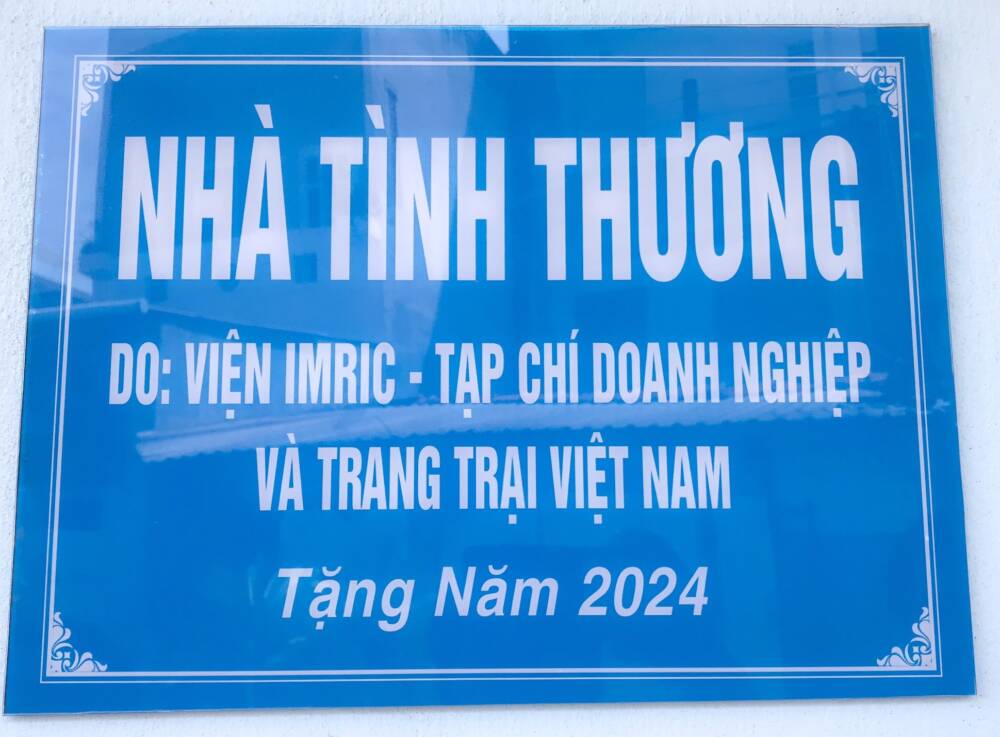 NHÀ TÌNH THƯƠNG
DO: VIỆN IMRIC - TẠP CHÍ DOANH NGHIỆP
VÀ TRANG TRẠI VIỆT NAM
Tặng Năm 2024